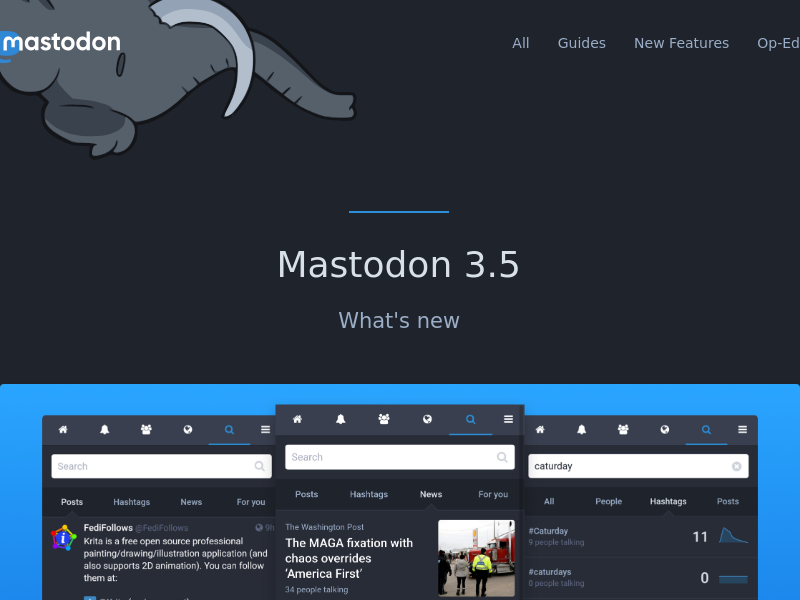 mastodon
All Guides New Features Op-Ed
Mastodon 3.5
What's new
Search
Posts Hashtags News For you
FediFollows @FediFollows 9h
Krita is a free open source professional
painting/drawing/illustration application (and
also supports 2D animation). You can follow
them at:
Search
Posts Hashtags News For you
The Washington Post
The MAGA fixation with
chaos overrides
'America First'
34 people talking
caturday
All People Hashtags Posts
#Caturday
9 people talking
11
#caturdays
0 people talking
0